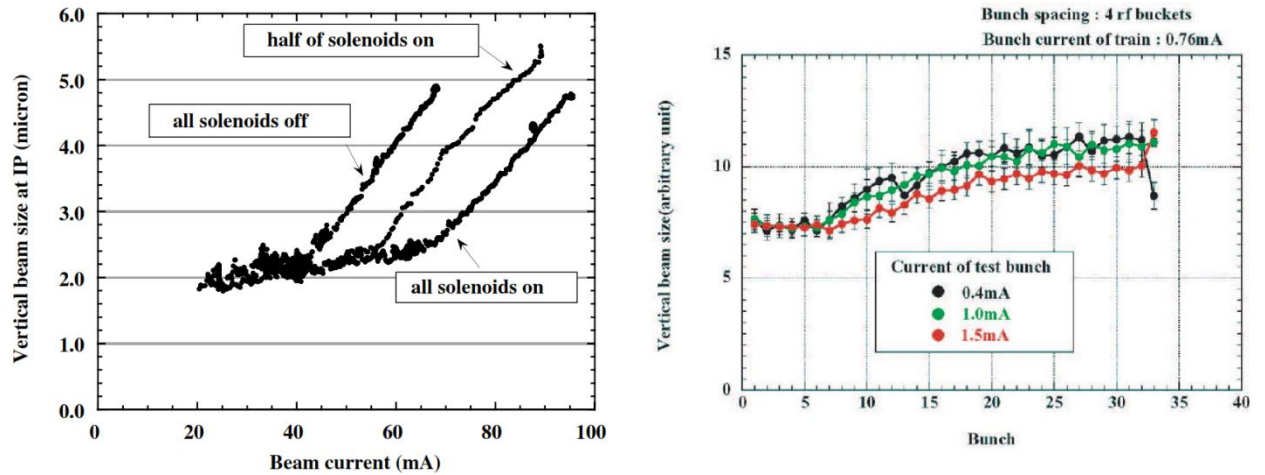 6.0
5.0
4.0
3.0
2.0
1.0
0.0
Vertical beam size at IP (micron)
half of solenoids on
all solenoids off
all solenoids on
0 20 40 60 80 100
Beam current (mA)
Bunch spacing : 4 rf buckets
Bunch current of train : 0.76mA
15
10
5
0
Vertical beam size(arbitrary unit)
Current of test bunch
0.4mA
1.0mA
1.5mA
0 5 10 15 20 25 30 35 40
Bunch